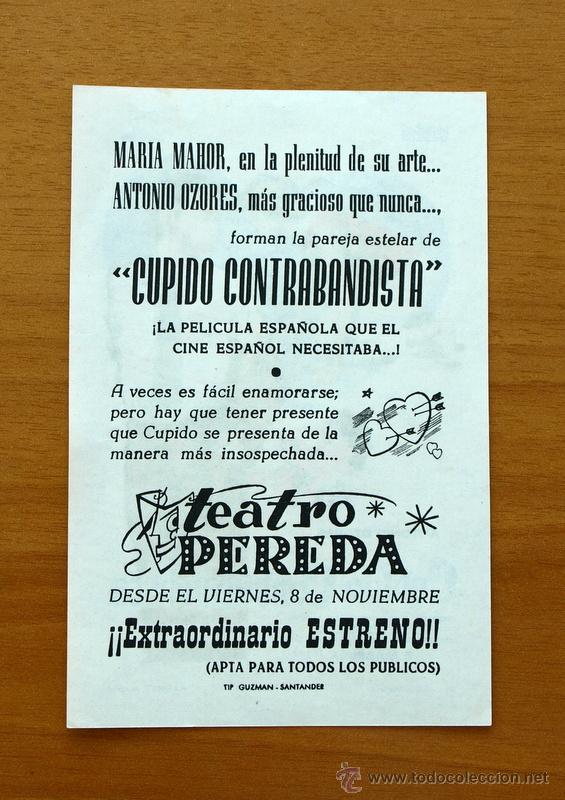 MARIA MAHOR, en la plenitud de su arte...
ANTONIO OZORES, más gracioso que nunca...,
forman la pareja estelar de
“CUPIDO CONTRABANDISTA”
¡LA PELICULA ESPAÑOLA QUE EL
CINE ESPAÑOL NECESITABA...!
A veces es fácil enamorarse;
pero hay que tener presente
que Cupido se presenta de la
manera más insospechada...
teatro
PEREDA
DESDE EL VIERNES, 8 de NOVIEMBRE
¡¡Extraordinario ESTRENO!!
(APTA PARA TODOS LOS PUBLICOS)
TIP GUZMAN - SANTANDER
www.todocoleccion.net